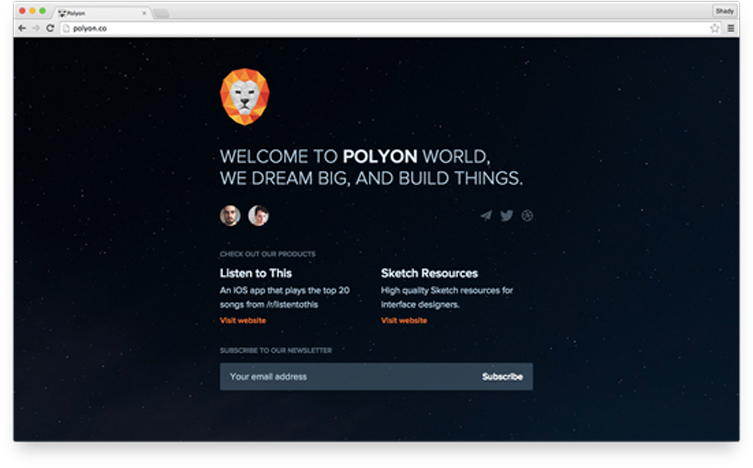 Polyon
Shady
polyon.co
WELCOME TO POLYON WORLD,
WE DREAM BIG, AND BUILD THINGS.
CHECK OUT OUR PRODUCTS
Listen to This
An iOS app that plays the top 20
songs from /r/listentothis
Visit website
Sketch Resources
High quality Sketch resources for
interface designers.
Visit website
SUBSCRIBE TO OUR NEWSLETTER
Your email address
Subscribe